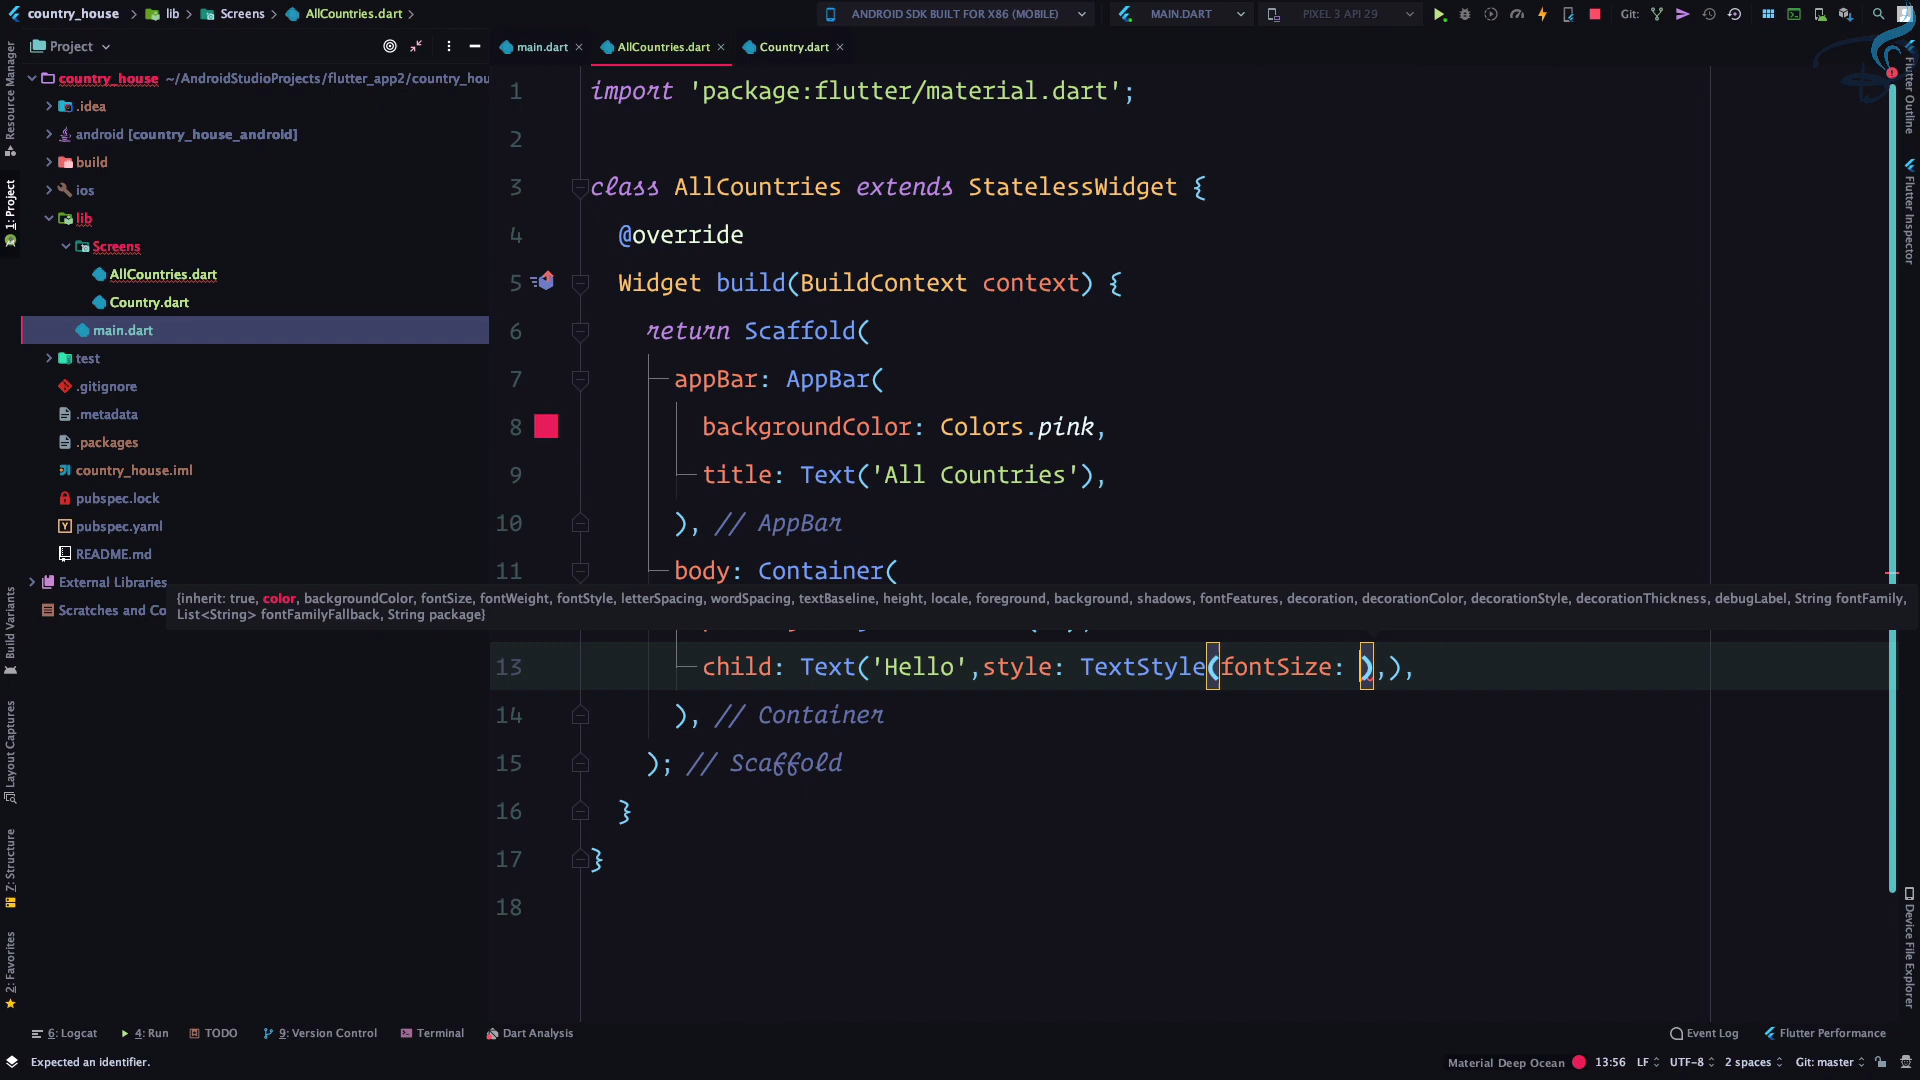 country_house > lib > Screens > AllCountries.dart >
ANDROID SDK BUILT FOR X86 (MOBILE)
MAIN.DART
PIXEL 3 API 29
Git:
Project
main.dart
AllCountries.dart
Country.dart
country_house ~/AndroidStudioProjects/flutter_app2/country_hou
.idea
android [country_house_android]
build
ios
lib
Screens
AllCountries.dart
Country.dart
main.dart
test
.gitignore
.metadata
.packages
country_house.iml
pubspec.lock
pubspec.yaml
README.md
External Libraries
Scratches and Co
1 import 'package:flutter/material.dart';
2
3 class AllCountries extends StatelessWidget {
4 @override
5 Widget build(BuildContext context) {
6 return Scaffold(
7 appBar: AppBar(
8 backgroundColor: Colors.pink,
9 title: Text('All Countries'),
10 ), // AppBar
11 body: Container(
{inherit: true, color, backgroundColor, fontSize, fontWeight, fontStyle, letterSpacing, wordSpacing, textBaseline, height, locale, foreground, background, shadows, fontFeatures, decoration, decorationColor, decorationStyle, decorationThickness, debugLabel, String fontFamily,
List<String> fontFamilyFallback, String package}
13 child: Text('Hello',style: TextStyle(fontSize: ),),
14 ), // Container
15 ); // Scaffold
16 }
17 }
18
Resource Manager
1: Project
Build Variants
Layout Captures
Z: Structure
2: Favorites
Flutter Outline
Flutter Inspector
Device File Explorer
6: Logcat
4: Run
TODO
9: Version Control
Terminal
Dart Analysis
Event Log
Flutter Performance
Expected an identifier.
Material Deep Ocean
13:56
LF
UTF-8
2 spaces
Git: master